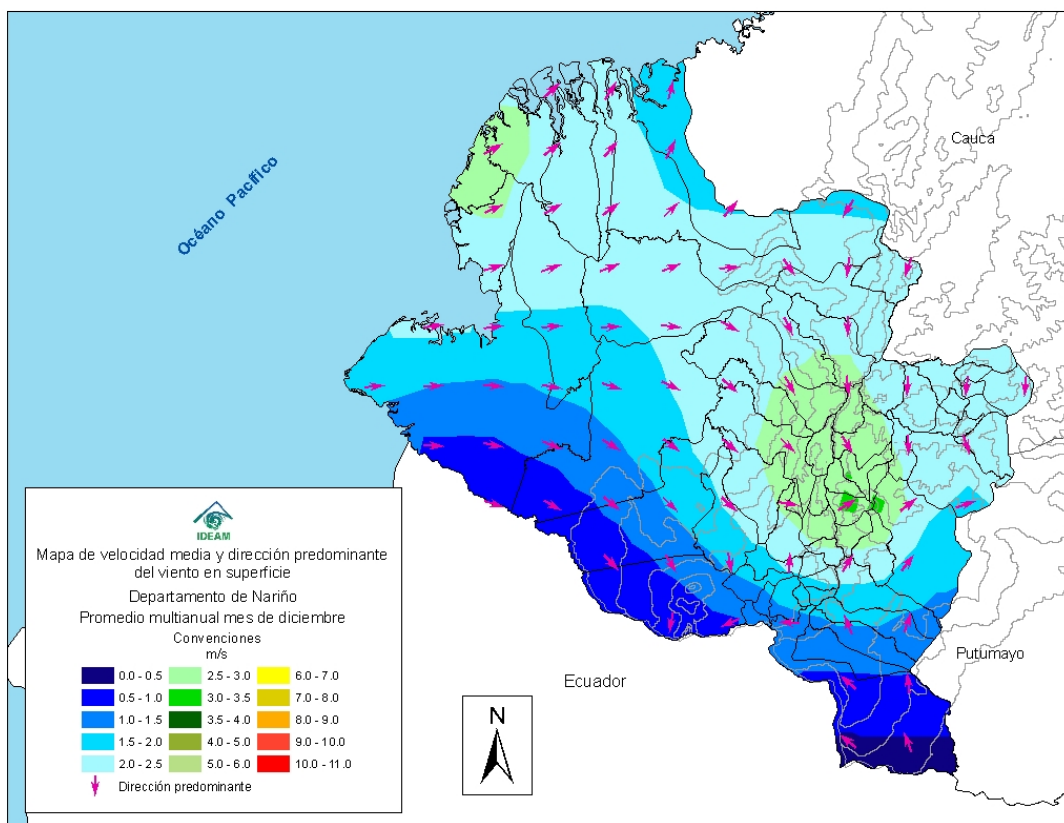 Cauca
Océano Pacífico
IDEAM
Mapa de velocidad media y dirección predominante
del viento en superficie
Departamento de Nariño
Promedio multianual mes de diciembre
Convenciones
m/s
0.0 - 0.5 2.5 - 3.0 6.0 - 7.0
0.5 - 1.0 3.0 - 3.5 7.0 - 8.0
1.0 - 1.5 3.5 - 4.0 8.0 - 9.0
1.5 - 2.0 4.0 - 5.0 9.0 - 10.0
2.0 - 2.5 5.0 - 6.0 10.0 - 11.0
Dirección predominante
Ecuador
Putumayo
N